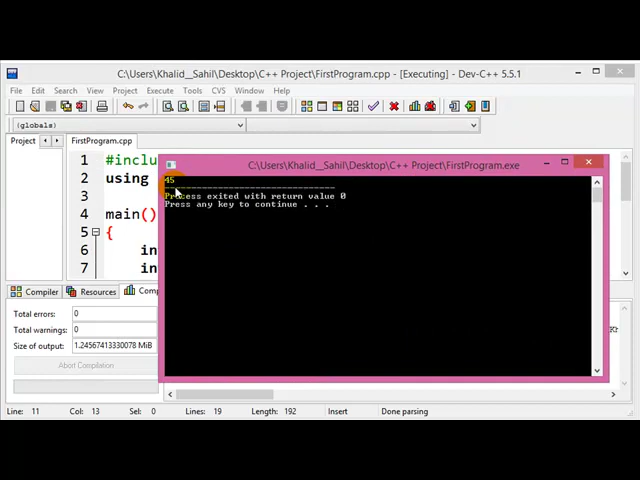 C:\Users\Khalid__Sahil\Desktop\C++ Project\FirstProgram.cpp - [Executing] - Dev-C++ 5.5.1
File Edit Search View Project Execute Tools CVS Window Help
(globals)
Project FirstProgram.cpp
1 #inclu
2 using
3
4 main()
5 {
6 in
7 in
C:\Users\Khalid__Sahil\Desktop\C++ Project\FirstProgram.exe
45
Process exited with return value 0
Press any key to continue . . .
Compiler Resources Comp
Total errors: 0
Total warnings: 0
Size of output: 1.24567413330078 MiB
Abort Compilation
Line: 11 Col: 13 Sel: 0 Lines: 19 Length: 192 Insert Done parsing